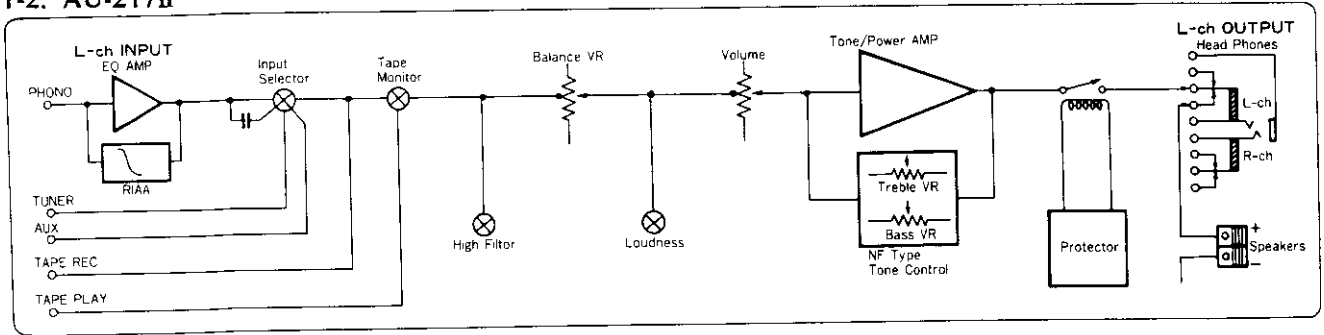 1-2. AU-217II
L-ch INPUT
EQ AMP
PHONO
RIAA
TUNER
AUX
TAPE REC
TAPE PLAY
Input
Selector
Tape
Monitor
High Filtor
Balance VR
Loudness
Volume
Tone/Power AMP
Treble VR
Bass VR
NF Type
Tone Control
Protector
L-ch OUTPUT
Head Phones
L-ch
R-ch
+
Speakers
−